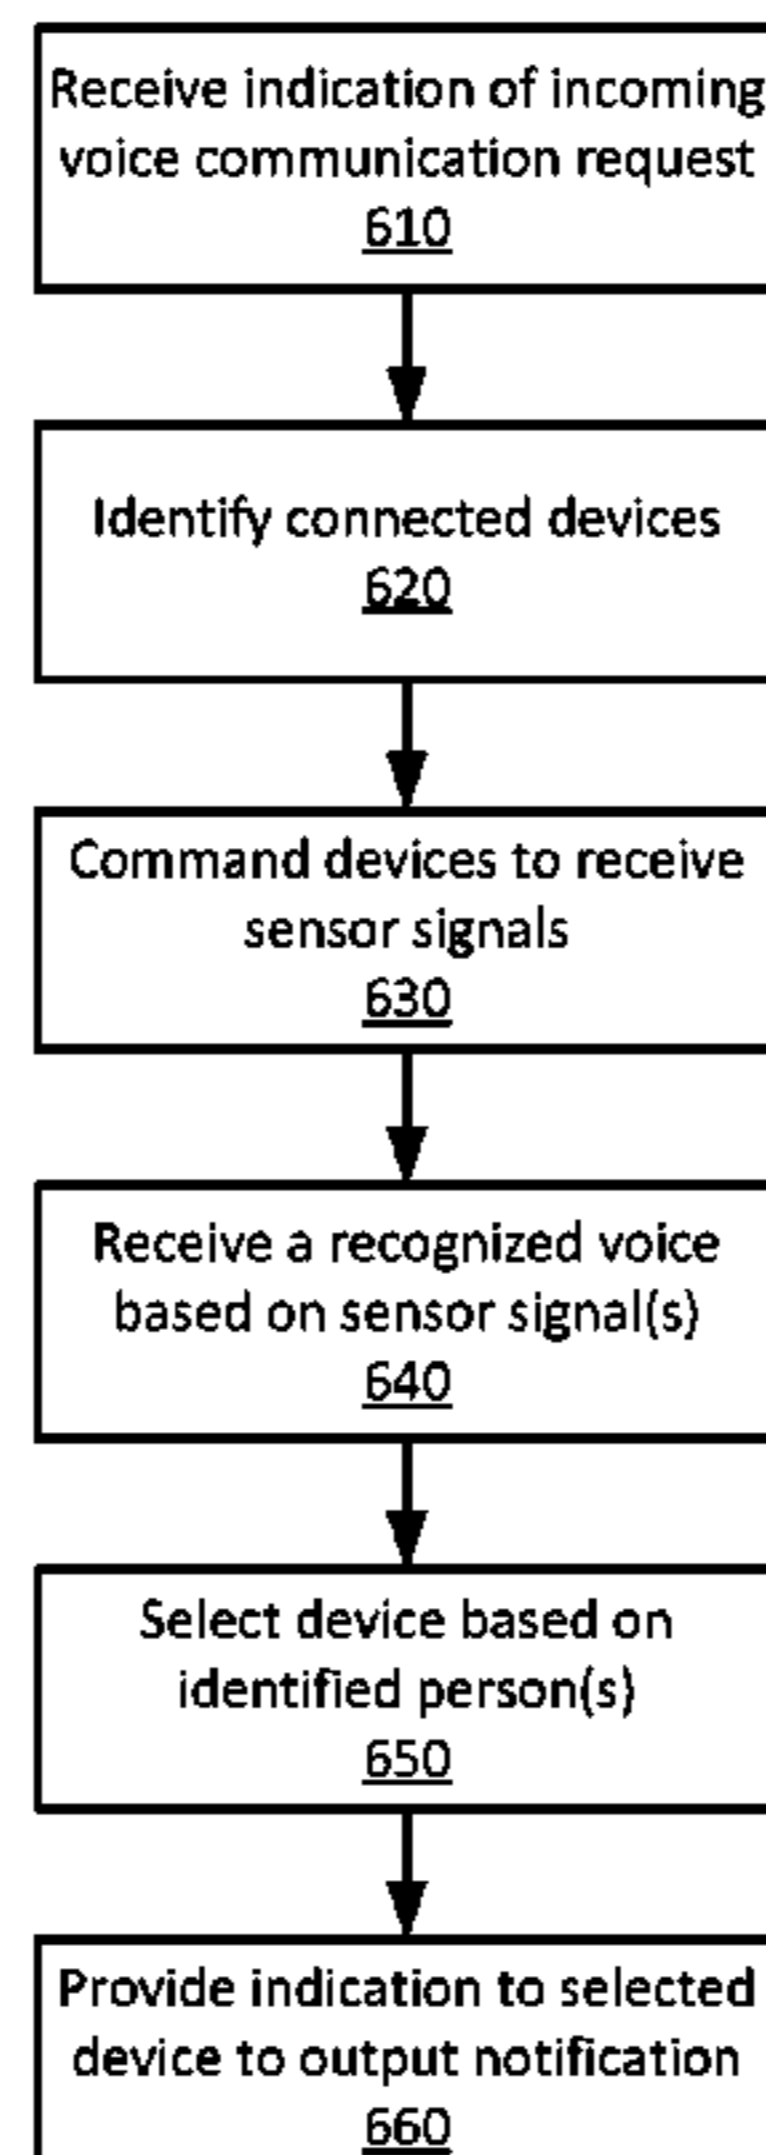 Receive indication of incoming
voice communication request
610
Identify connected devices
620
Command devices to receive
sensor signals
630
Receive a recognized voice
based on sensor signal(s)
640
Select device based on
identified person(s)
650
Provide indication to selected
device to output notification
660